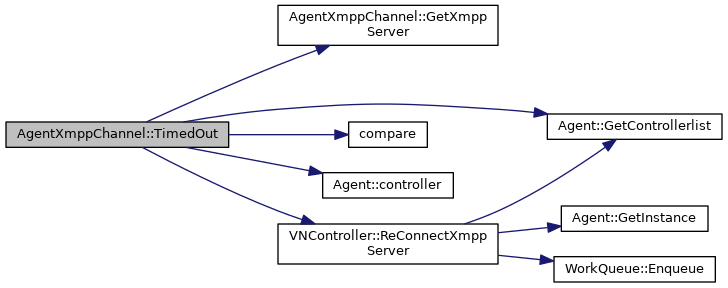 AgentXmppChannel::GetXmpp
Server
AgentXmppChannel::TimedOut
compare
Agent::GetControllerlist
Agent::controller
VNController::ReConnectXmpp
Server
Agent::GetInstance
WorkQueue::Enqueue